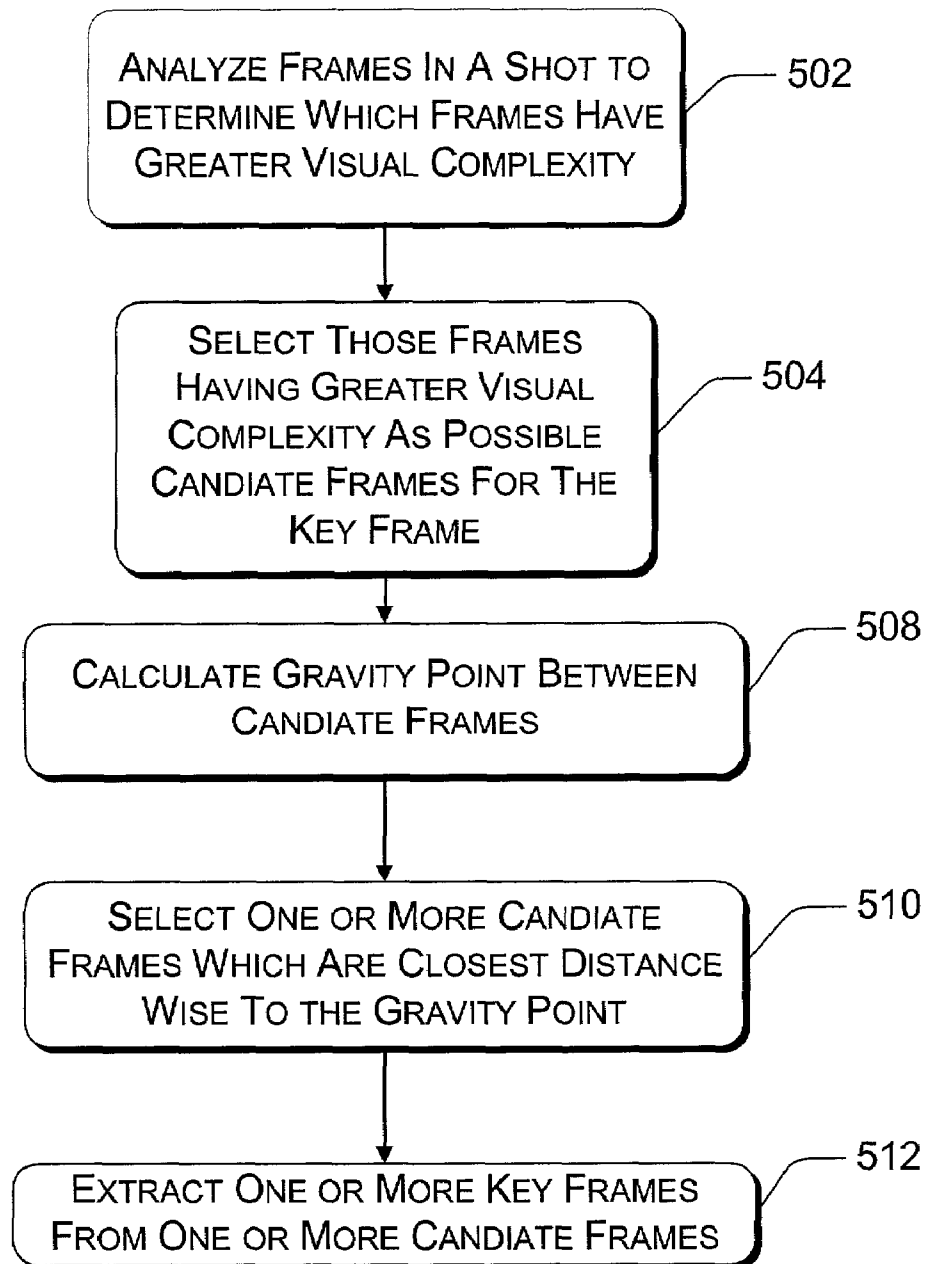 ANALYZE FRAMES IN A SHOT TO
DETERMINE WHICH FRAMES HAVE
GREATER VISUAL COMPLEXITY
502
SELECT THOSE FRAMES
HAVING GREATER VISUAL
COMPLEXITY AS POSSIBLE
CANDIATE FRAMES FOR THE
KEY FRAME
504
CALCULATE GRAVITY POINT BETWEEN
CANDIATE FRAMES
508
SELECT ONE OR MORE CANDIATE
FRAMES WHICH ARE CLOSEST DISTANCE
WISE TO THE GRAVITY POINT
510
EXTRACT ONE OR MORE KEY FRAMES
FROM ONE OR MORE CANDIATE FRAMES
512